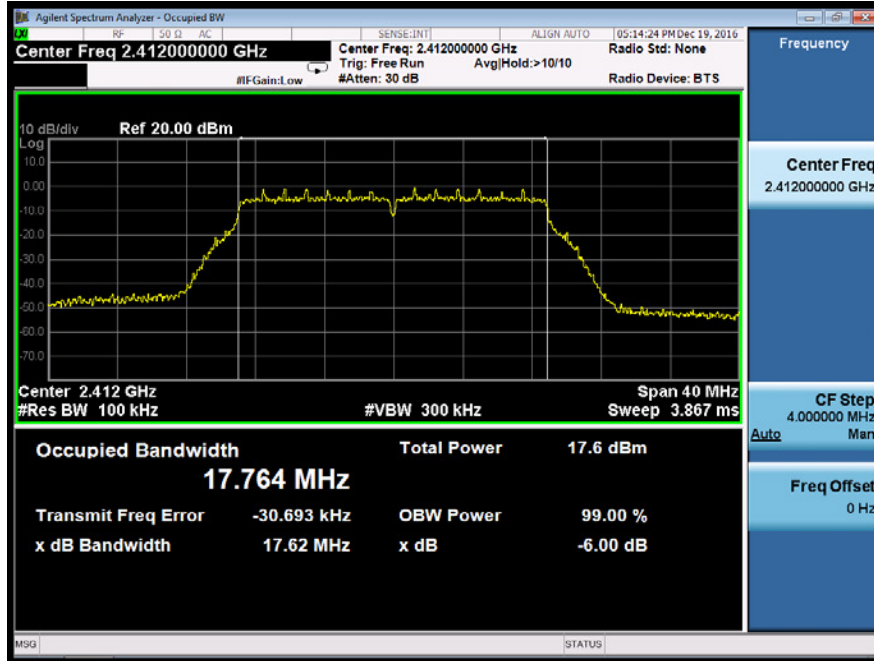 Agilent Spectrum Analyzer - Occupied BW
RF 50 Ω AC SENSE:INT ALIGN AUTO 05:14:24 PM Dec 19, 2016
Center Freq 2.412000000 GHz
Center Freq: 2.412000000 GHz
Radio Std: None
Trig: Free Run Avg|Hold:>10/10
#IFGain:Low
#Atten: 30 dB
Radio Device: BTS
Frequency
10 dB/div Ref 20.00 dBm
Log
10.0
0.00
-10.0
-20.0
-30.0
-40.0
-50.0
-60.0
-70.0
Center 2.412 GHz
Span 40 MHz
#Res BW 100 kHz
#VBW 300 kHz
Sweep 3.867 ms
Occupied Bandwidth
17.764 MHz
Total Power 17.6 dBm
Transmit Freq Error -30.693 kHz
OBW Power 99.00 %
x dB Bandwidth 17.62 MHz
x dB -6.00 dB
Center Freq
2.412000000 GHz
CF Step
4.000000 MHz
Auto Man
Freq Offset
0 Hz
MSG
STATUS